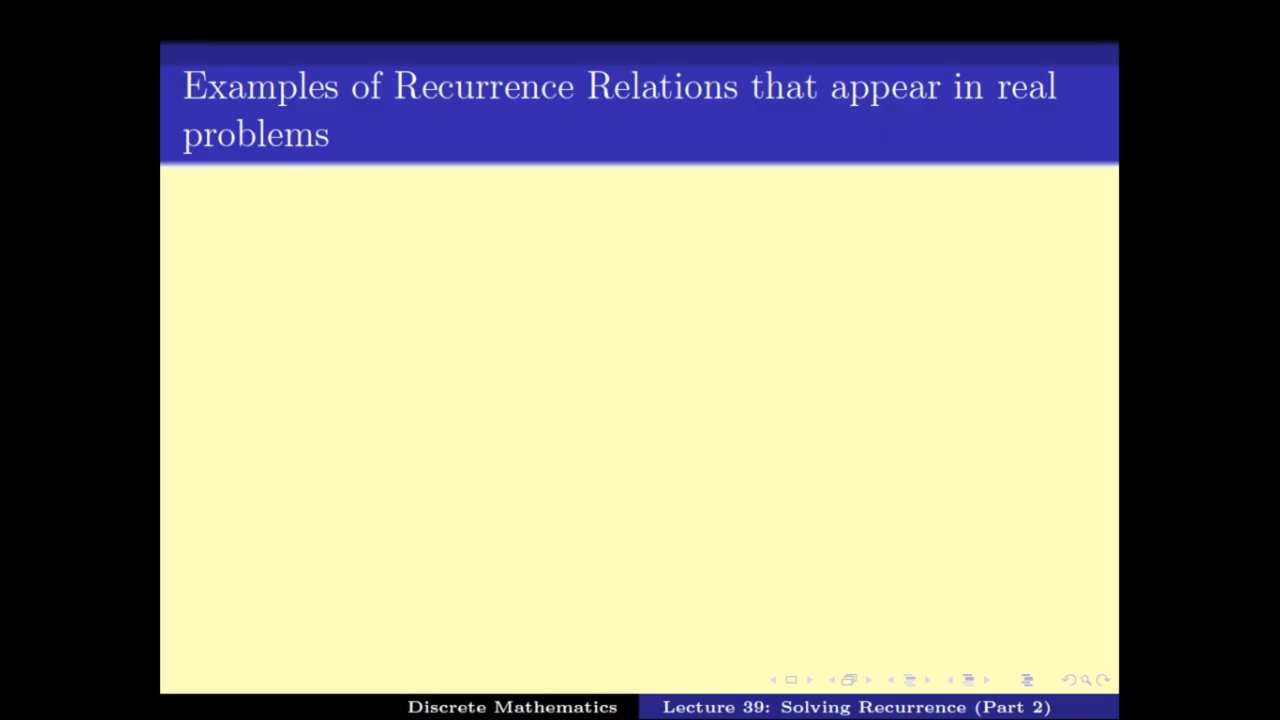 Examples of Recurrence Relations that appear in real
problems
Discrete Mathematics
Lecture 39: Solving Recurrence (Part 2)